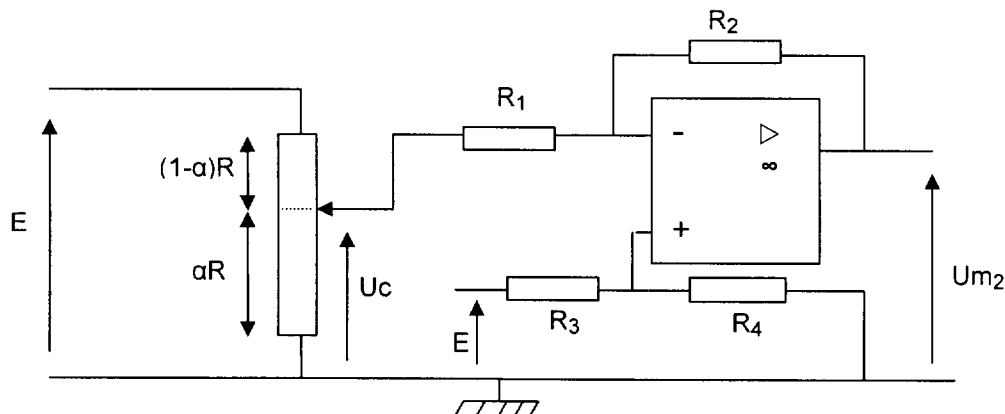 R₂
R₁
(1-α)R
-
▷
∞
E
αR
+
Uc
Um₂
R₃
R₄
E